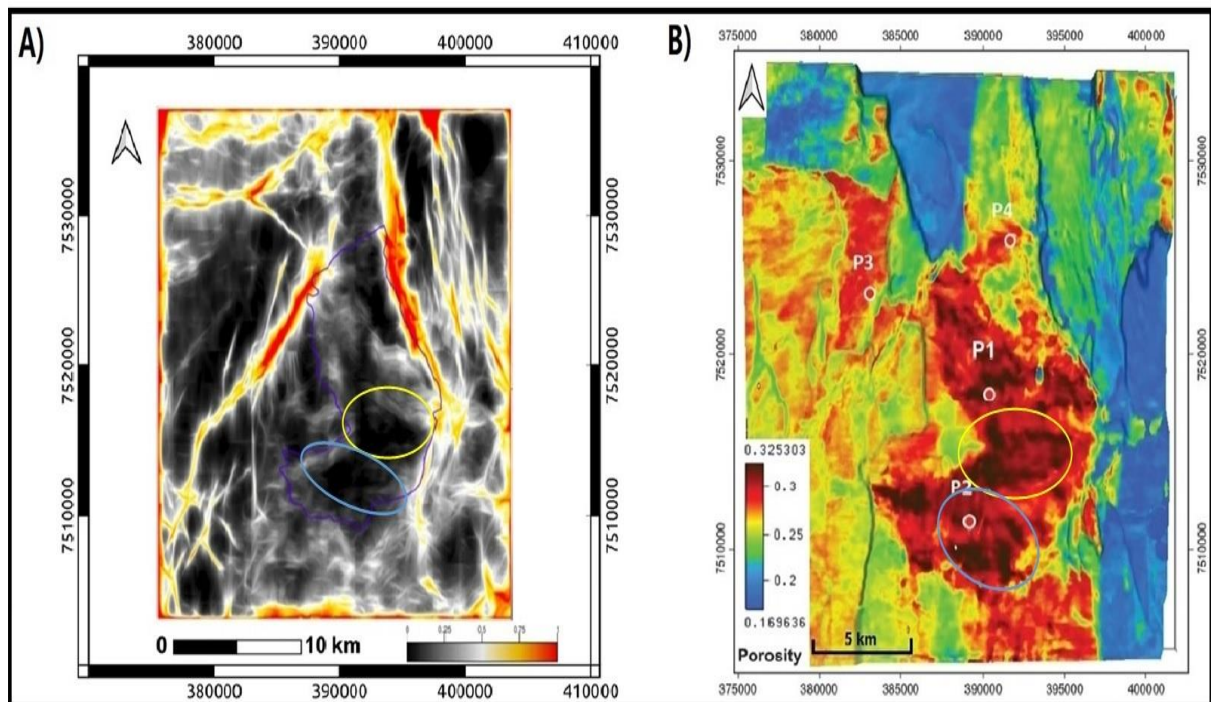 A)
380000 390000 400000 410000
7530000 7530000
7520000 7520000
7510000 7510000
0 10 km
0 0,25 0,5 0,75 1
380000 390000 400000 410000
B)
375000 380000 385000 390000 395000 400000
7530000 7530000
P4
P3
7520000 7520000
P1
0.325303
0.3
P2
0.25
7510000 7510000
0.2
0.169636
5 km
Porosity
375000 380000 385000 390000 395000 400000